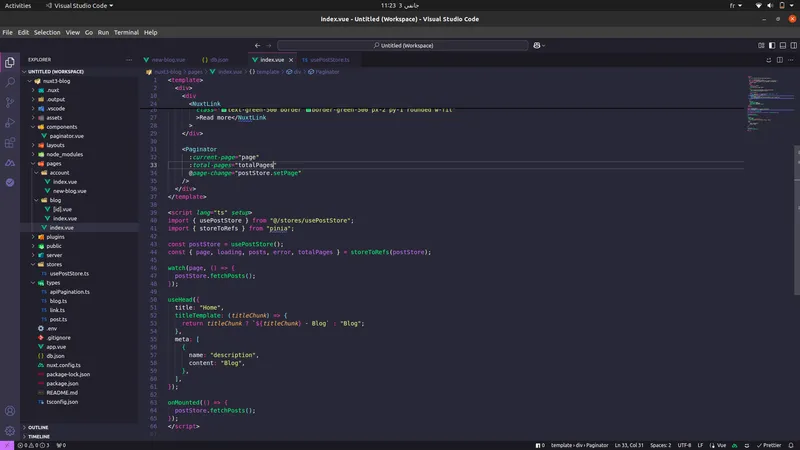 Activities
Visual Studio Code
11:23 3 جانفي
fr
index.vue - Untitled (Workspace) - Visual Studio Code
File Edit Selection View Go Run Terminal Help
Untitled (Workspace)
EXPLORER
UNTITLED (WORKSPACE)
nuxt3-blog
.nuxt
.output
.vscode
assets
components
paginator.vue
layouts
node_modules
pages
account
index.vue
new-blog.vue
blog
[id].vue
index.vue
index.vue
plugins
public
server
stores
TS usePostStore.ts
types
TS apiPagination.ts
TS blog.ts
TS link.ts
TS post.ts
.env
.gitignore
app.vue
db.json
nuxt.config.ts
package-lock.json
package.json
README.md
tsconfig.json
OUTLINE
TIMELINE
new-blog.vue
db.json
index.vue
TS usePostStore.ts
nuxt3-blog > pages > index.vue > template > div > Paginator
1 <template>
<div>
<div
24 <NuxtLink
26 class="text-green-500 border border-green-500 px-2 py-1 rounded w-fit"
27 >Read more</NuxtLink
28 >
29 </div>
30
31 <Paginator
32 :current-page="page"
33 :total-pages="totalPages"
34 @page-change="postStore.setPage"
35 />
36 </div>
37 </template>
38
39 <script lang="ts" setup>
40 import { usePostStore } from "@/stores/usePostStore";
41 import { storeToRefs } from "pinia";
42
43 const postStore = usePostStore();
44 const { page, loading, posts, error, totalPages } = storeToRefs(postStore);
45
46 watch(page, () => {
47 postStore.fetchPosts();
48 });
49
50 useHead({
51 title: "Home",
52 titleTemplate: (titleChunk) => {
53 return titleChunk ? `${titleChunk} - Blog` : "Blog";
54 },
55 meta: [
56 {
57 name: "description",
58 content: "Blog",
59 },
60 ],
61 });
62
63 onMounted(() => {
64 postStore.fetchPosts();
65 });
66 </script>
0 0 3 0
0 template › div › Paginator Ln 33, Col 31 Spaces: 2 UTF-8 LF Vue Prettier